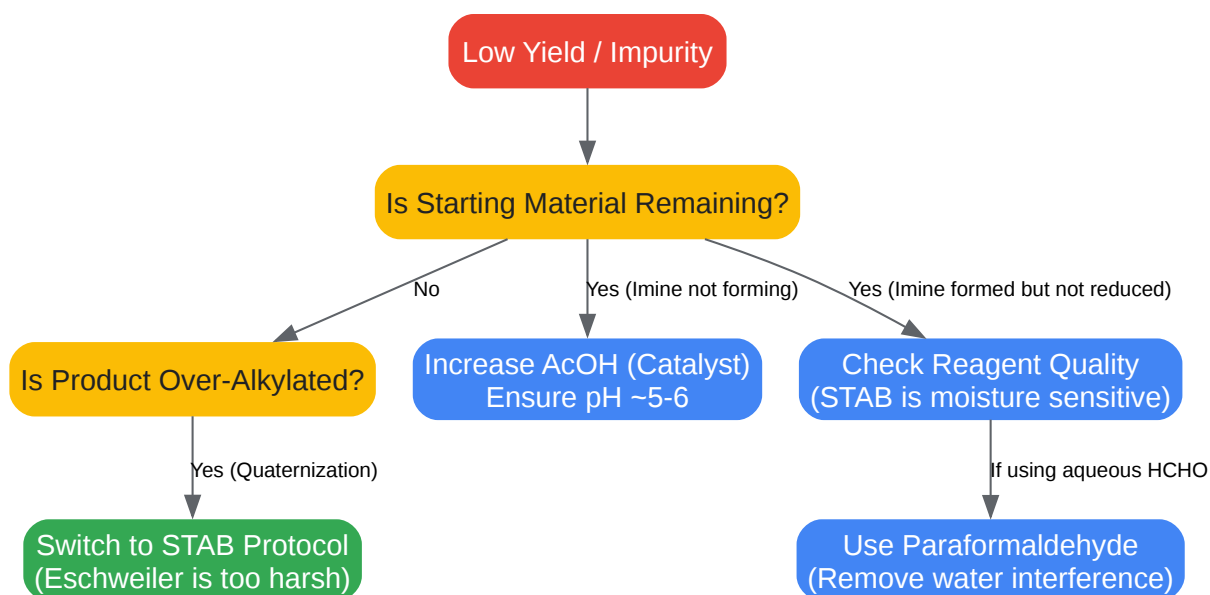 Low Yield / Impurity
Is Starting Material Remaining?
No
Yes (Imine not forming)
Yes (Imine formed but not reduced)
Is Product Over-Alkylated?
Increase AcOH (Catalyst)
Ensure pH ~5-6
Check Reagent Quality
(STAB is moisture sensitive)
Yes (Quaternization)
If using aqueous HCHO
Switch to STAB Protocol
(Eschweiler is too harsh)
Use Paraformaldehyde
(Remove water interference)